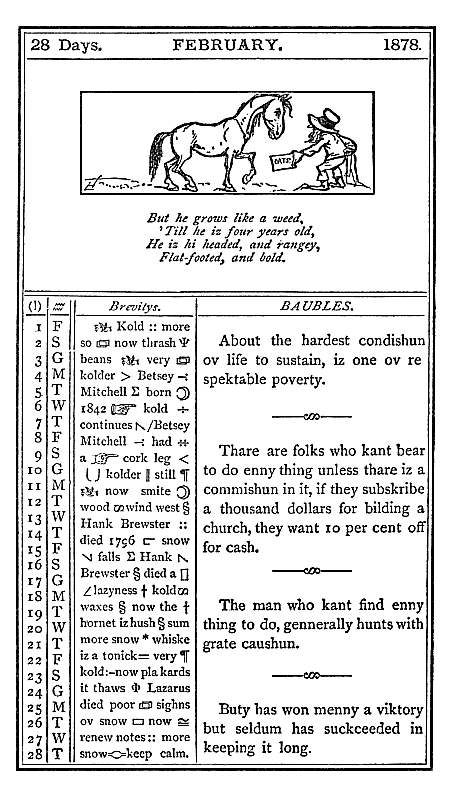 28 Days. FEBRUARY. 1878.
OATS
But he grows like a weed,
'Till he iz four years old,
He iz hi headed, and rangey,
Flat-footed, and bold.
Brevitys.
1 F Kold :: more
2 S so now thrash Ψ
3 G beans very
4 M kolder > Betsey
5 T Mitchell Σ born
6 W 1842 ☞ kold ÷
7 T continues /Betsey
8 F Mitchell had
9 S a ☞ cork leg <
10 G kolder ‖ still ¶
11 M now smite
12 T wood ∞ wind west §
13 W Hank Brewster ::
14 T died 1756 snow
15 F falls Σ Hank
16 S Brewster § died a
17 G ∠ lazyness † kold ∞
18 M waxes § now the †
19 T hornet iz hush § sum
20 W more snow * whiske
21 T iz a tonick = very ¶
22 F kold:-now plakards
23 S it thaws Φ Lazarus
24 G died poor sighns
25 M ov snow now ≅
26 T renew notes :: more
27 W snow keep calm.
28 T
BAUBLES.
About the hardest condishun
ov life to sustain, iz one ov re
spektable poverty.
Thare are folks who kant bear
to do enny thing unless thare iz a
commishun in it, if they subskribe
a thousand dollars for bilding a
church, they want 10 per cent off
for cash.
The man who kant find enny
thing to do, gennerally hunts with
grate caushun.
Buty has won menny a viktory
but seldum has suckceeded in
keeping it long.